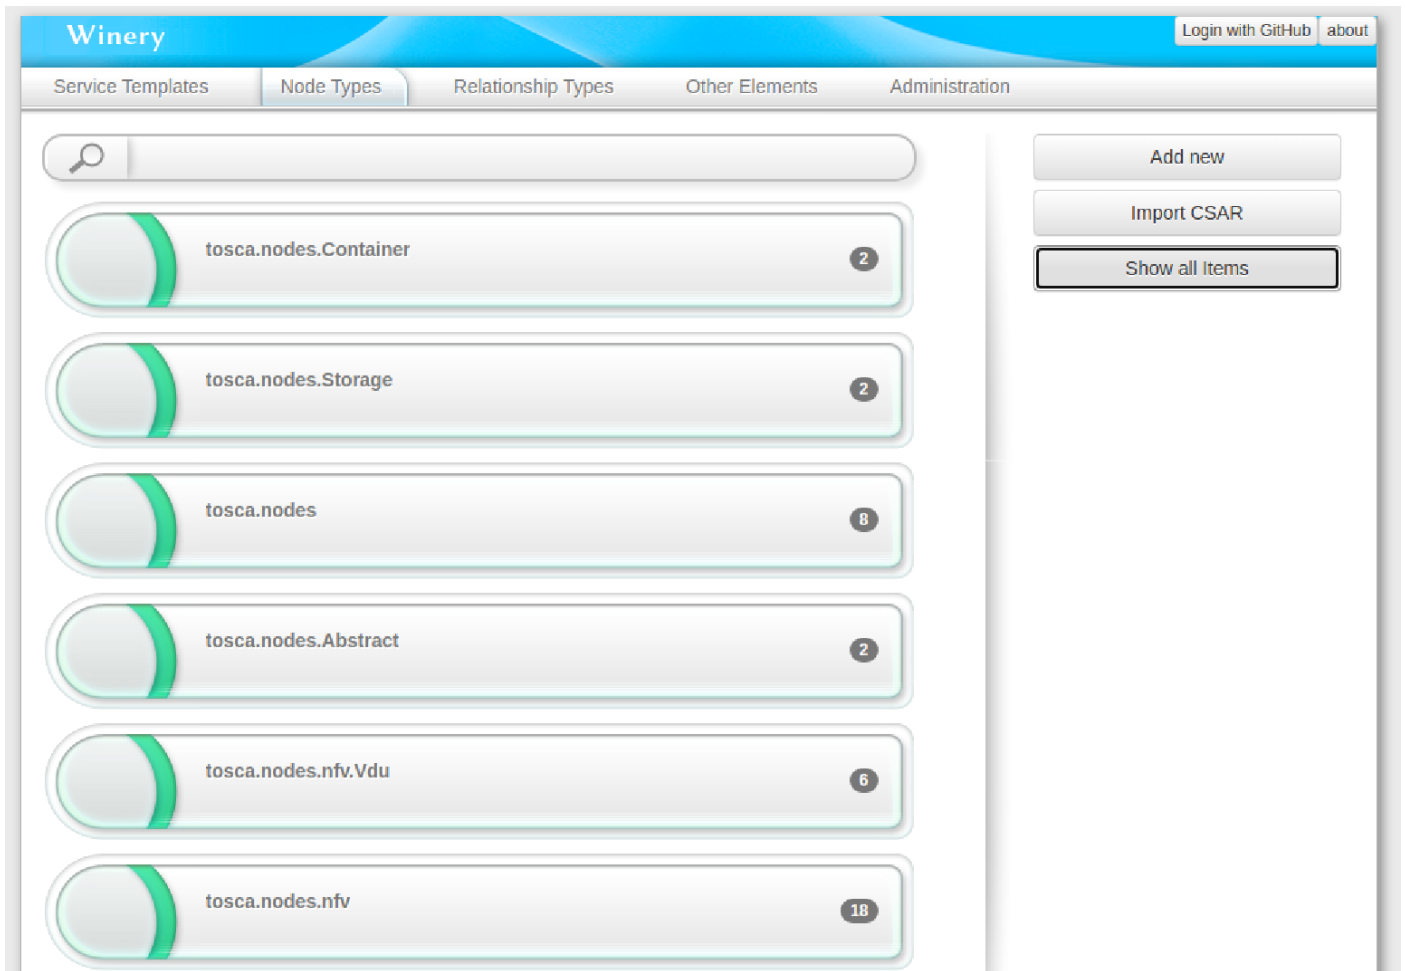 Winery
Login with GitHub about
Service Templates Node Types Relationship Types Other Elements Administration
Add new
Import CSAR
Show all Items
tosca.nodes.Container 2
tosca.nodes.Storage 2
tosca.nodes 8
tosca.nodes.Abstract 2
tosca.nodes.nfv.Vdu 6
tosca.nodes.nfv 18